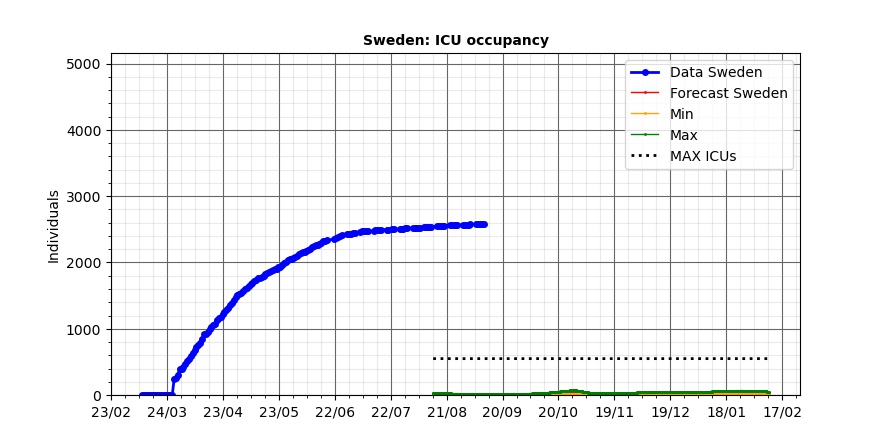 Sweden: ICU occupancy
5000
4000
3000
2000
1000
0
Individuals
Data Sweden
Forecast Sweden
Min
Max
MAX ICUs
23/02 24/03 23/04 23/05 22/06 22/07 21/08 20/09 20/10 19/11 19/12 18/01 17/02